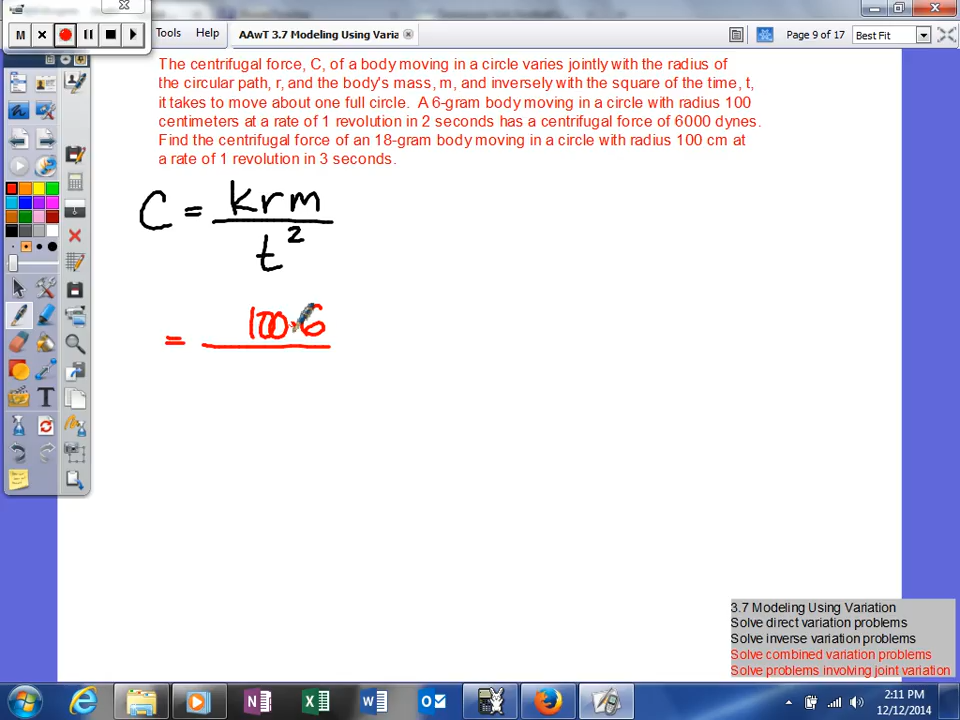 M
Tools Help AAwT 3.7 Modeling Using Varia Page 9 of 17 Best Fit
The centrifugal force, C, of a body moving in a circle varies jointly with the radius of
the circular path, r, and the body's mass, m, and inversely with the square of the time, t,
it takes to move about one full circle. A 6-gram body moving in a circle with radius 100
centimeters at a rate of 1 revolution in 2 seconds has a centrifugal force of 6000 dynes.
Find the centrifugal force of an 18-gram body moving in a circle with radius 100 cm at
a rate of 1 revolution in 3 seconds.
C = krm
t²
= 100·6
3.7 Modeling Using Variation
Solve direct variation problems
Solve inverse variation problems
Solve combined variation problems
Solve problems involving joint variation
2:11 PM
12/12/2014